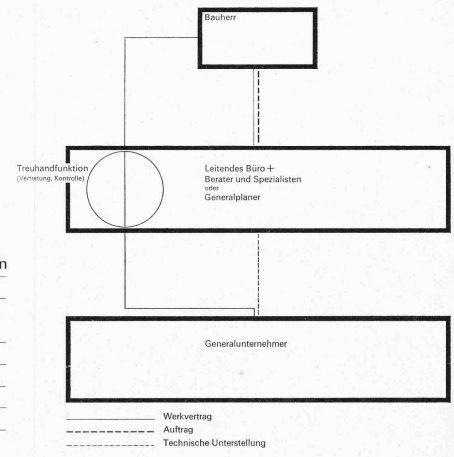 Bauherr
Treuhandfunktion
(Vertretung, Kontrolle)
Leitendes Büro +
Berater und Spezialisten
oder
Generalplaner
n
Generalunternehmer
Werkvertrag
Auftrag
Technische Unterstellung